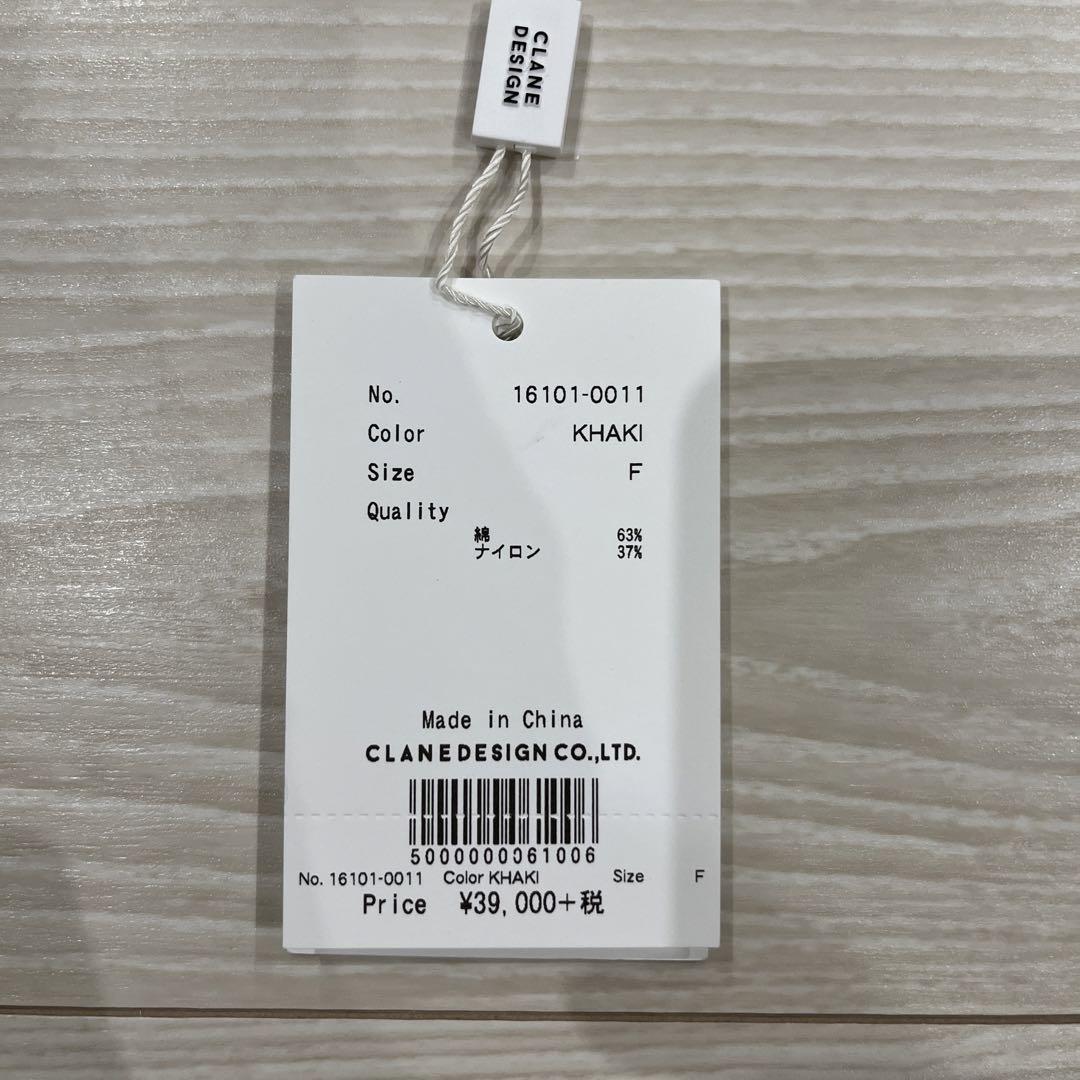 CLANE
DESIGN
No. 16101-0011
Color KHAKI
Size F
Quality
綿 63%
ナイロン 37%
Made in China
CLANEDESIGN CO.,LTD.
5000000061006
No. 16101-0011 Color KHAKI Size F
Price ¥39,000+税